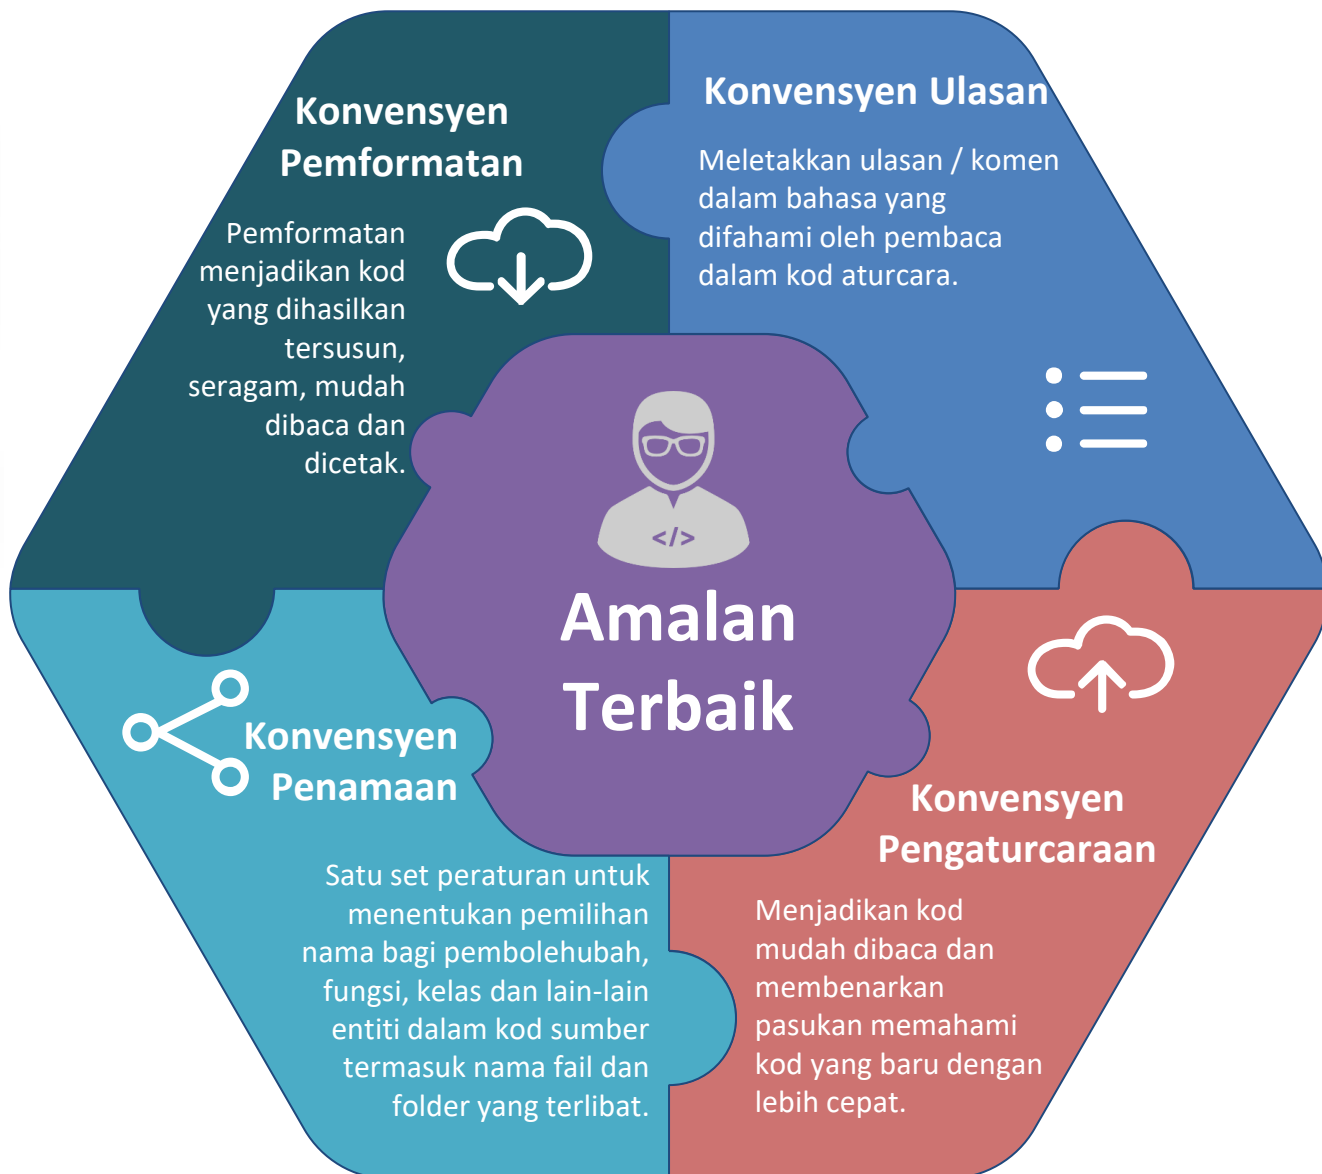 Konvensyen
Pemformatan
Pemformatan
menjadikan kod
yang dihasilkan
tersusun,
seragam, mudah
dibaca dan
dicetak.
Konvensyen Ulasan
Meletakkan ulasan / komen
dalam bahasa yang
difahami oleh pembaca
dalam kod aturcara.
</>
Amalan
Terbaik
Konvensyen
Penamaan
Satu set peraturan untuk
menentukan pemilihan
nama bagi pembolehubah,
fungsi, kelas dan lain-lain
entiti dalam kod sumber
termasuk nama fail dan
folder yang terlibat.
Konvensyen
Pengaturcaraan
Menjadikan kod
mudah dibaca dan
membenarkan
pasukan memahami
kod yang baru dengan
lebih cepat.